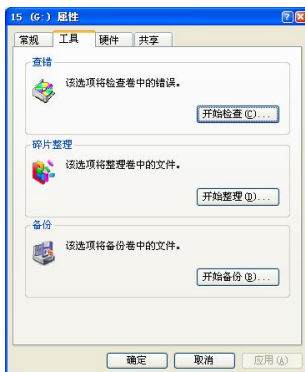 15 (G:) 属性
常规 工具 硬件 共享
查错
该选项将检查卷中的错误。
开始检查(C)...
碎片整理
该选项将整理卷中的文件。
开始整理(D)...
备份
该选项将备份卷中的文件。
开始备份(B)...
确定 取消 应用(A)